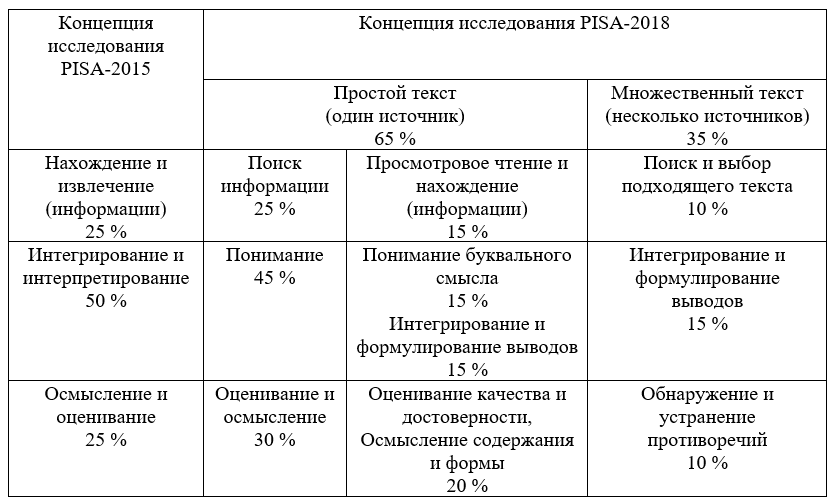 Концепция
исследования
PISA-2015
Концепция исследования PISA-2018
Простой текст
(один источник)
65 %
Множественный текст
(несколько источников)
35 %
Нахождение и
извлечение
(информации)
25 %
Поиск
информации
25 %
Просмотровое чтение и
нахождение
(информации)
15 %
Поиск и выбор
подходящего текста
10 %
Интегрирование и
интерпретирование
50 %
Понимание
45 %
Понимание буквального
смысла
15 %
Интегрирование и
формулирование выводов
15 %
Интегрирование и
формулирование
выводов
15 %
Осмысление и
оценивание
25 %
Оценивание и
осмысление
30 %
Оценивание качества и
достоверности,
Осмысление содержания
и формы
20 %
Обнаружение и
устранение
противоречий
10 %